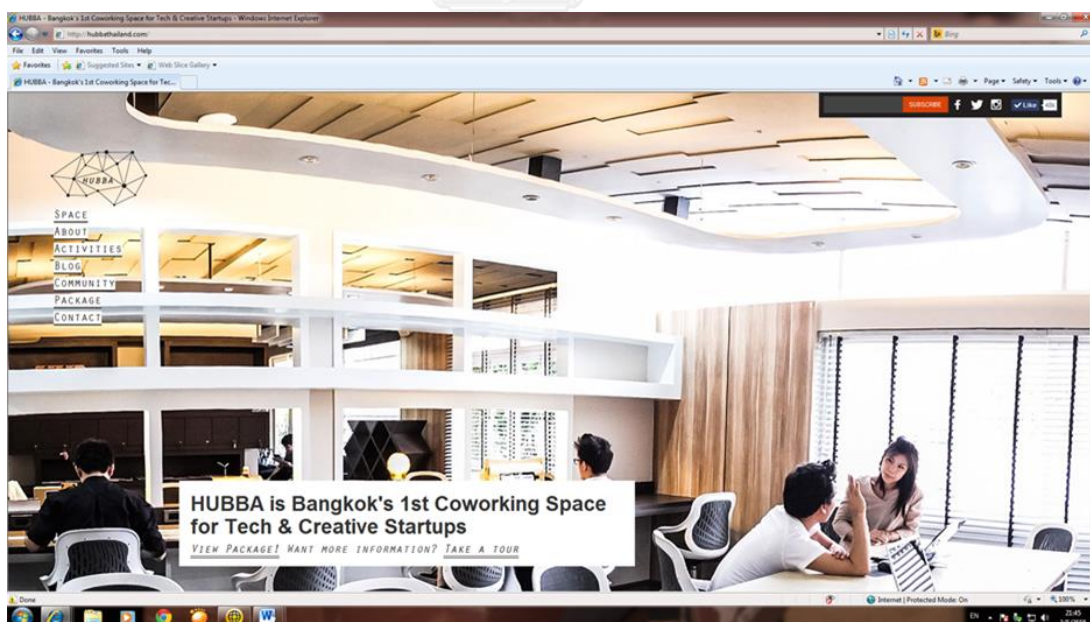 HUBBA - Bangkok's 1st Coworking Space for Tech & Creative Startups - Windows Internet Explorer
http://hubbathailand.com/
Bing
File Edit View Favorites Tools Help
Favorites Suggested Sites Web Slice Gallery
HUBBA - Bangkok's 1st Coworking Space for Tec...
Page Safety Tools
SUBSCRIBE Like
HUBBA
SPACE
ABOUT
ACTIVITIES
BLOG
COMMUNITY
PACKAGE
CONTACT
HUBBA is Bangkok's 1st Coworking Space
for Tech & Creative Startups
VIEW PACKAGE! WANT MORE INFORMATION? TAKE A TOUR
Done Internet | Protected Mode: On 100%
EN 21:45